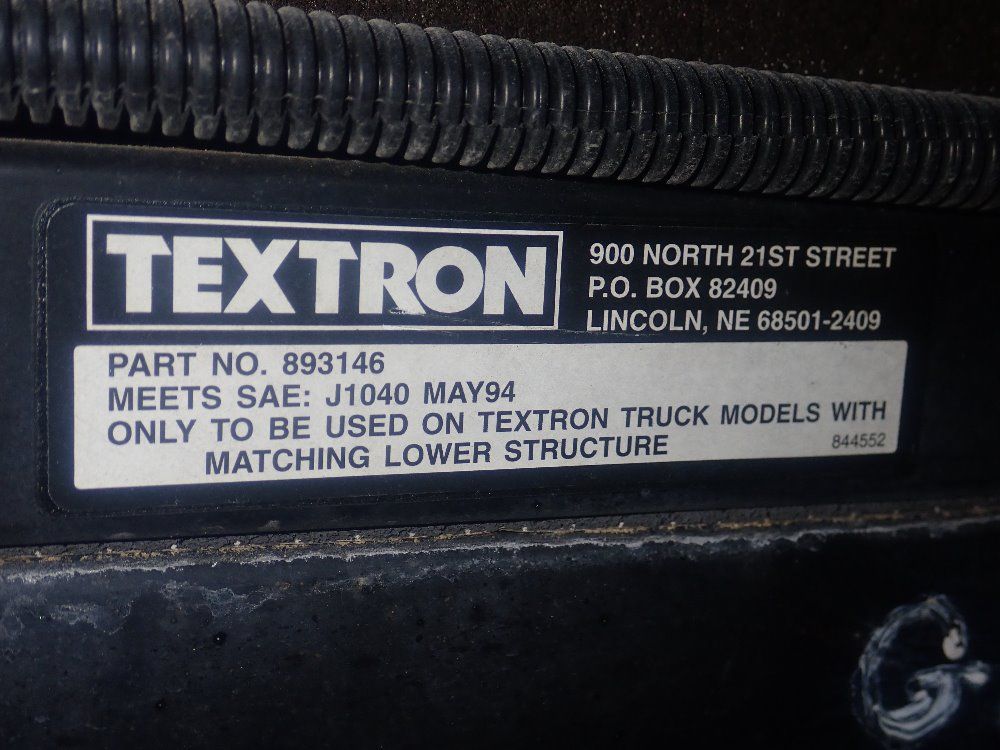 TEXTRON
900 NORTH 21ST STREET
P.O. BOX 82409
LINCOLN, NE 68501-2409
PART NO. 893146
MEETS SAE: J1040 MAY94
ONLY TO BE USED ON TEXTRON TRUCK MODELS WITH
MATCHING LOWER STRUCTURE
844552
G